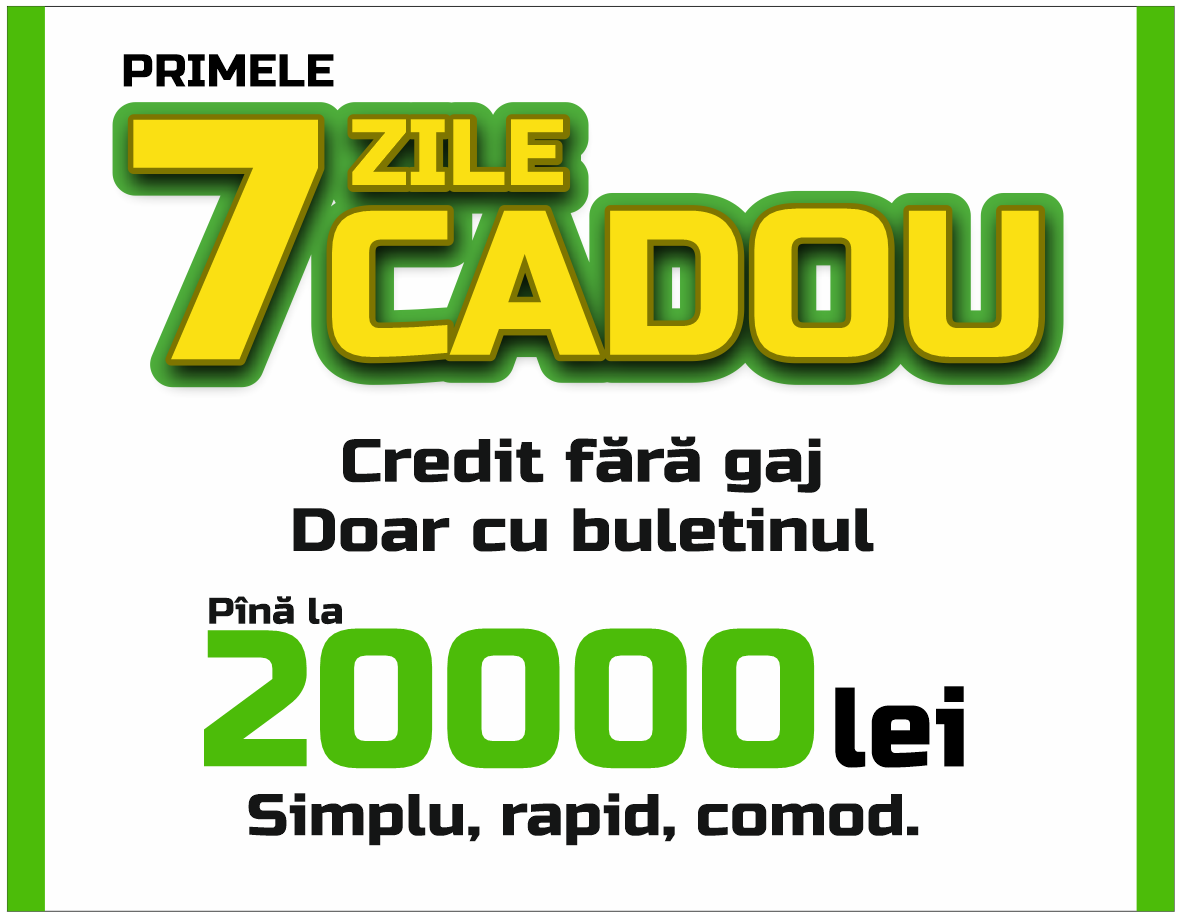 PRIMELE
7 ZILE
CADOU
Credit fără gaj
Doar cu buletinul
Pînă la
20000 lei
Simplu, rapid, comod.